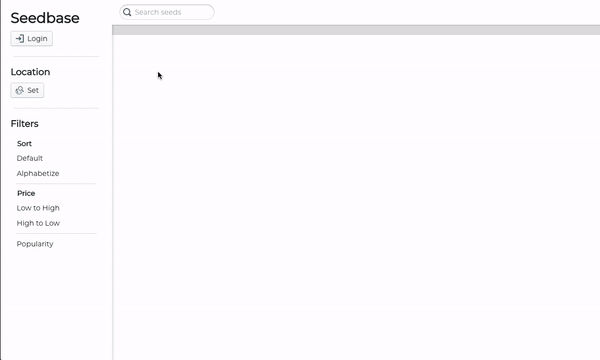 Seedbase
Search seeds
Login
Location
Set
Filters
Sort
Default
Alphabetize
Price
Low to High
High to Low
Popularity